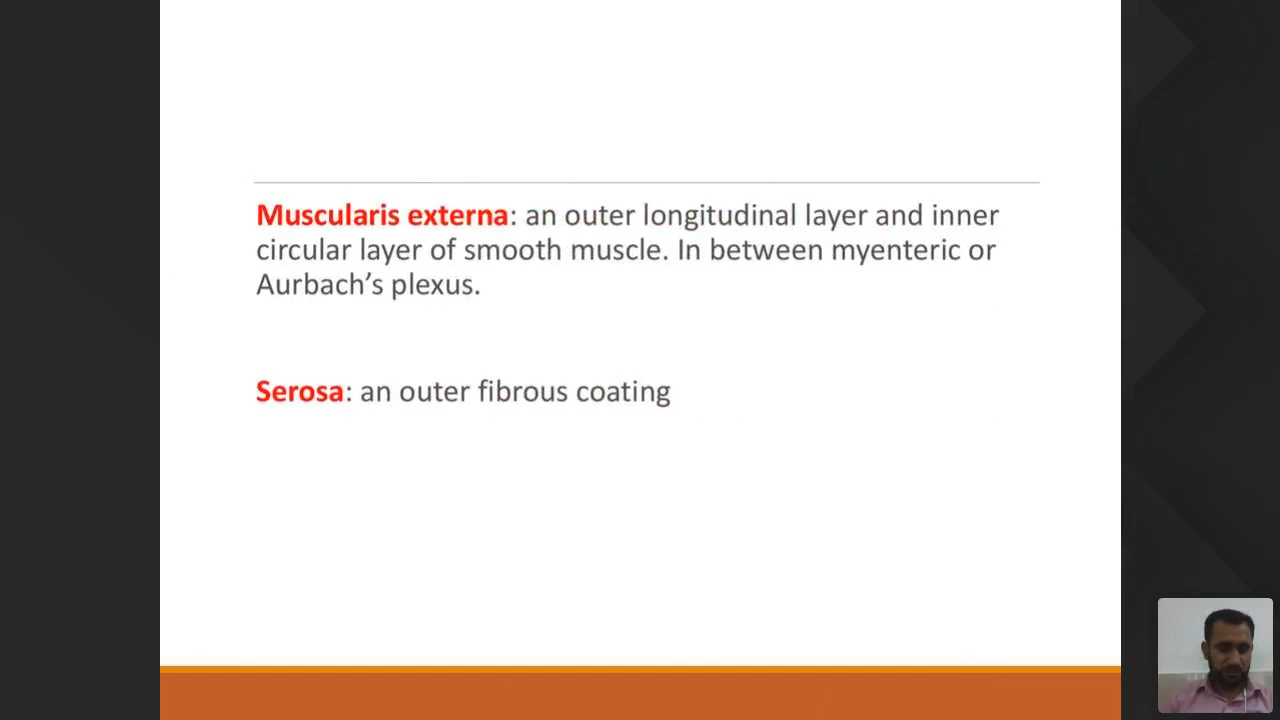 Muscularis externa: an outer longitudinal layer and inner
circular layer of smooth muscle. In between myenteric or
Aurbach’s plexus.
Serosa: an outer fibrous coating